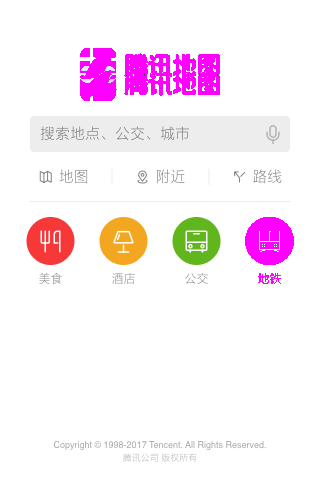 腾讯地图
搜索地点、公交、城市
地图 附近 路线
美食 酒店 公交 地铁
Copyright © 1998-2017 Tencent. All Rights Reserved.
腾讯公司 版权所有